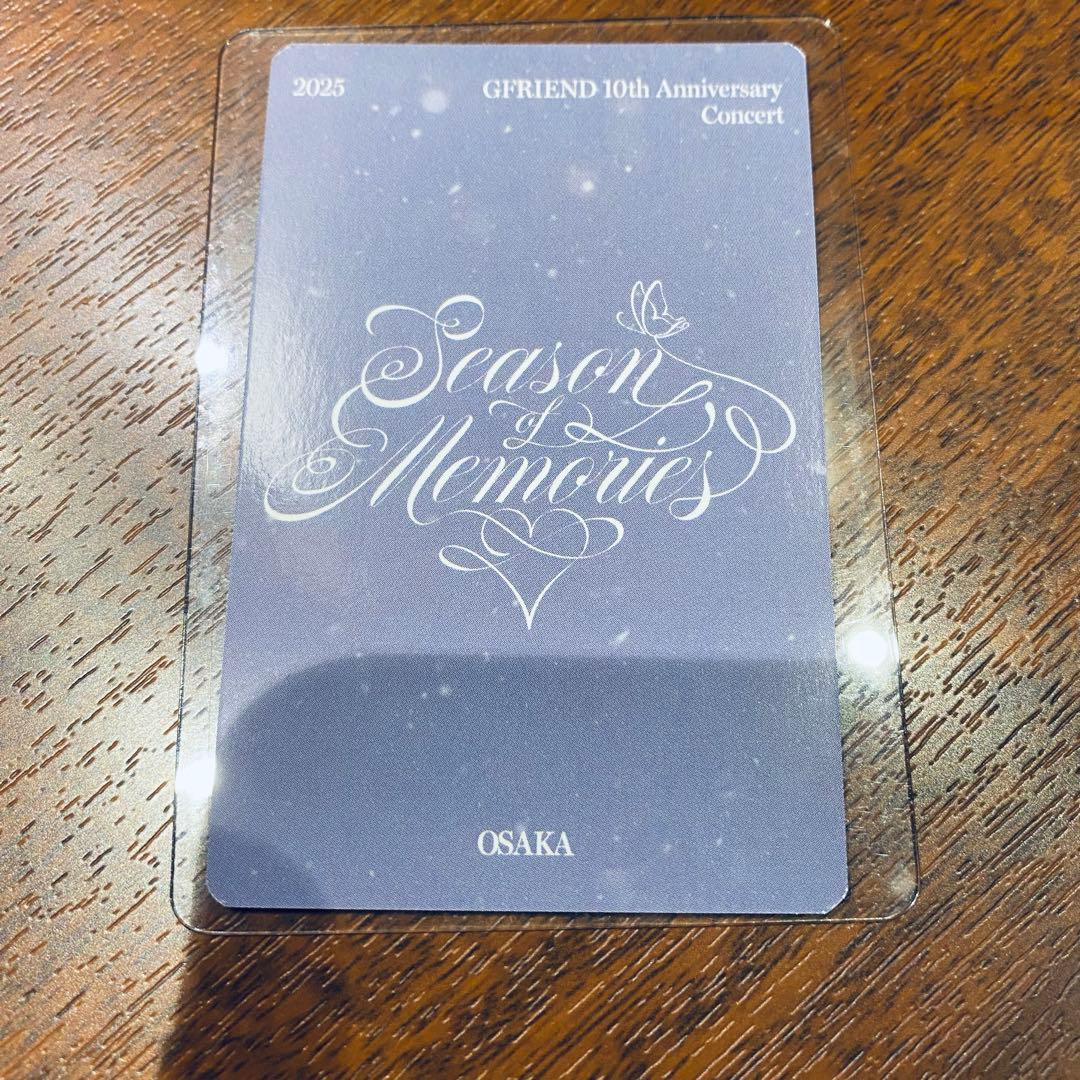 2025
GFRIEND 10th Anniversary
Concert
Season
of
Memories
OSAKA